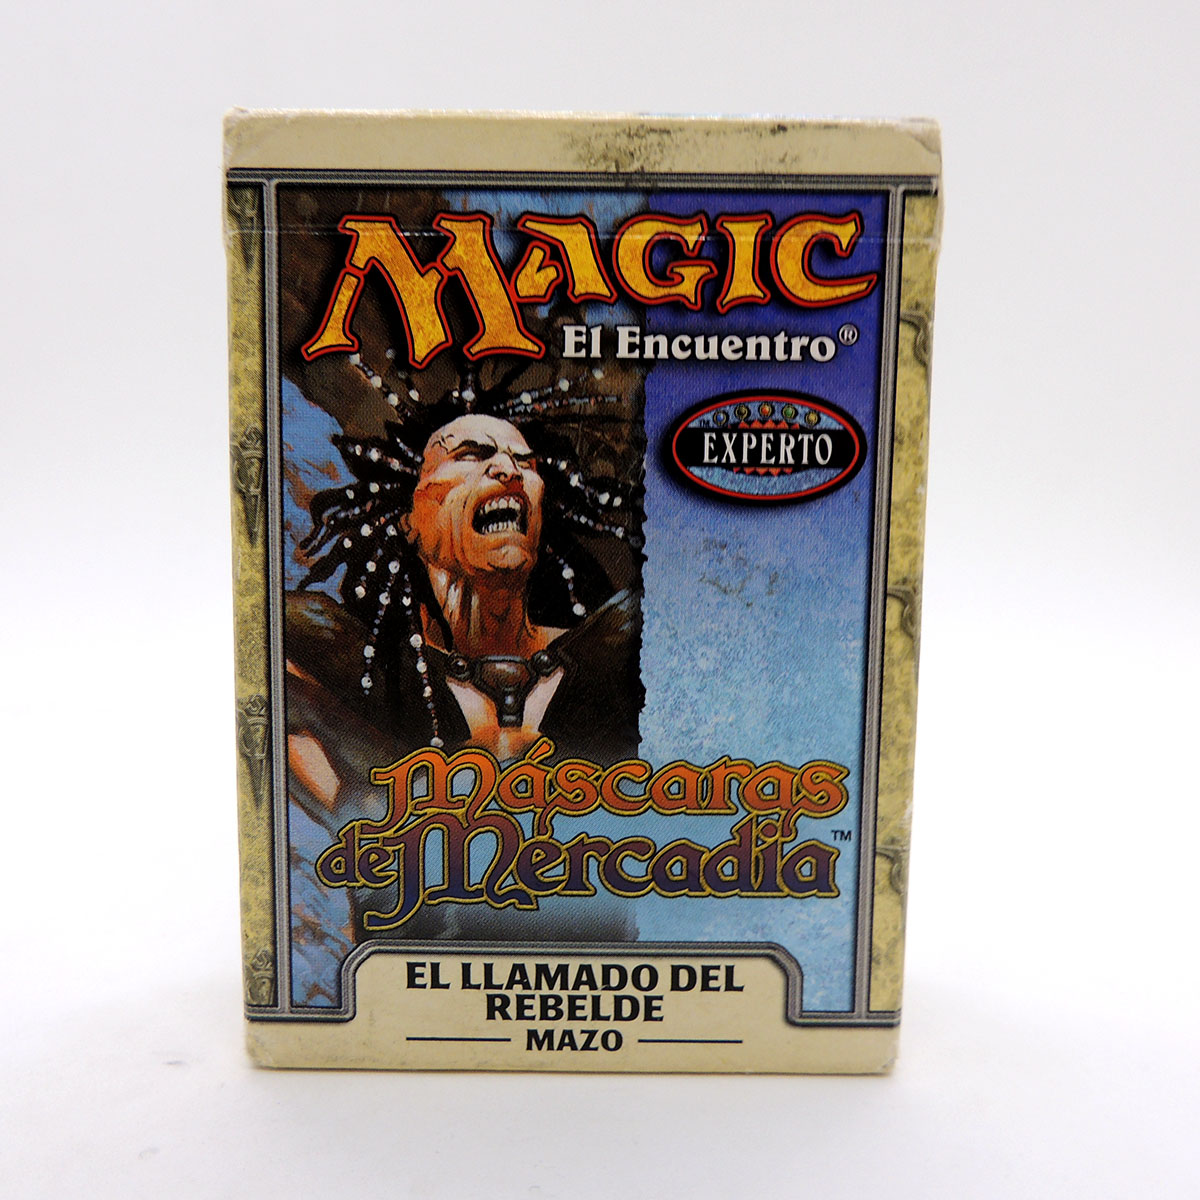 MAGIC
El Encuentro®
EXPERTO
Máscaras
de Mercadia™
EL LLAMADO DEL
REBELDE
MAZO